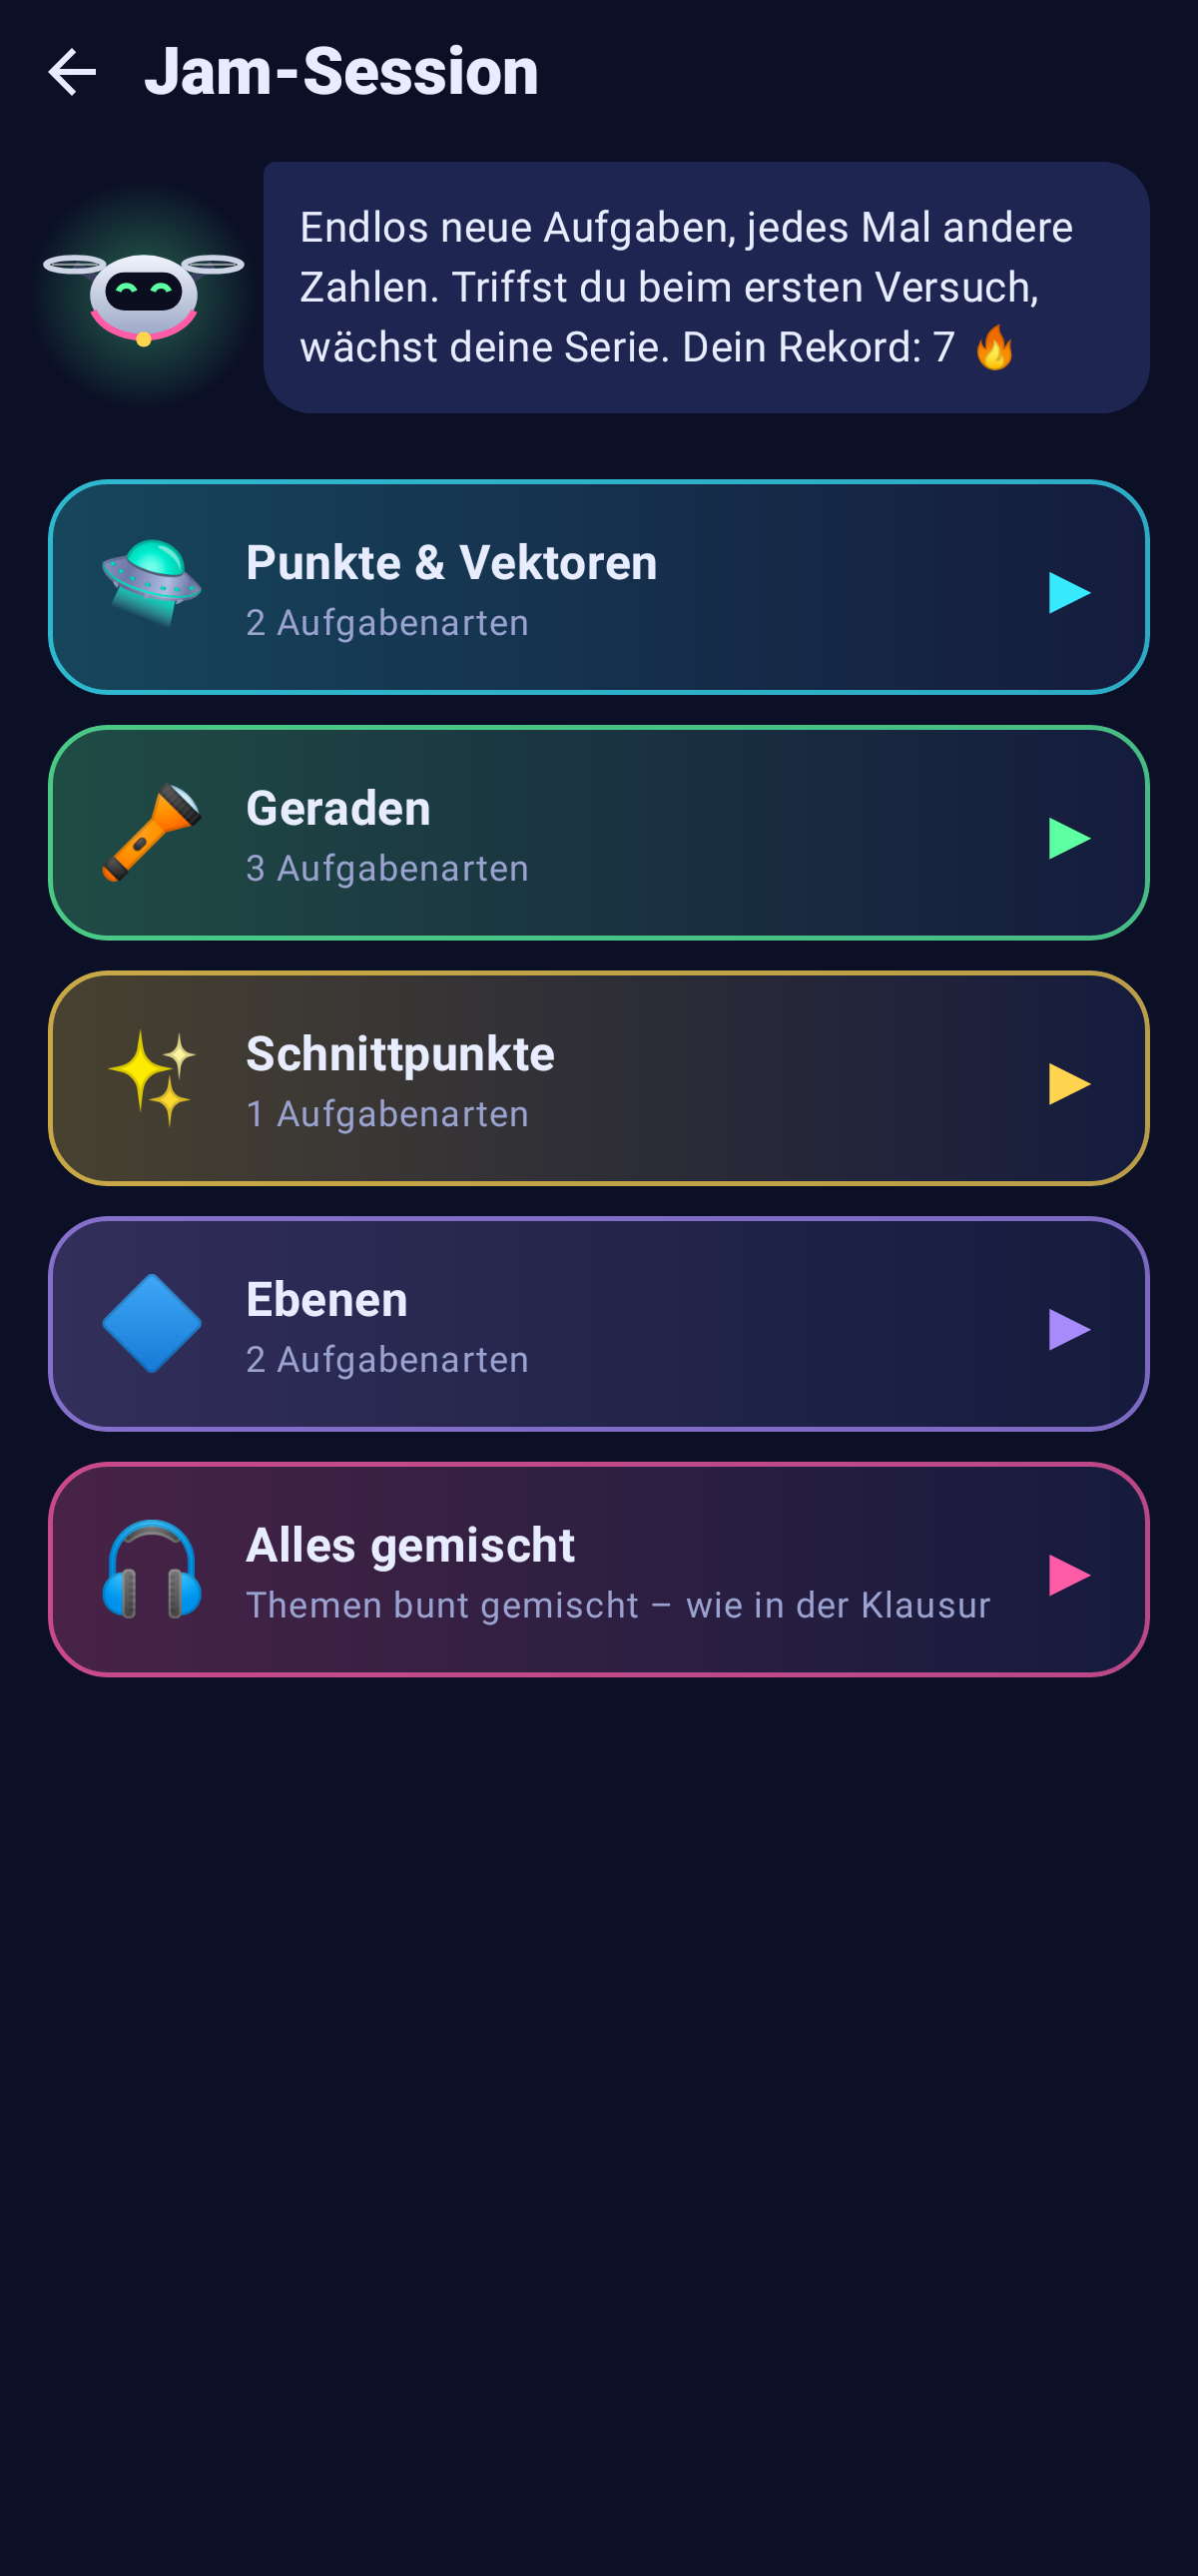 Jam-Session
Endlos neue Aufgaben, jedes Mal andere
Zahlen. Triffst du beim ersten Versuch,
wächst deine Serie. Dein Rekord: 7 🔥
Punkte & Vektoren
2 Aufgabenarten
Geraden
3 Aufgabenarten
Schnittpunkte
1 Aufgabenarten
Ebenen
2 Aufgabenarten
Alles gemischt
Themen bunt gemischt – wie in der Klausur